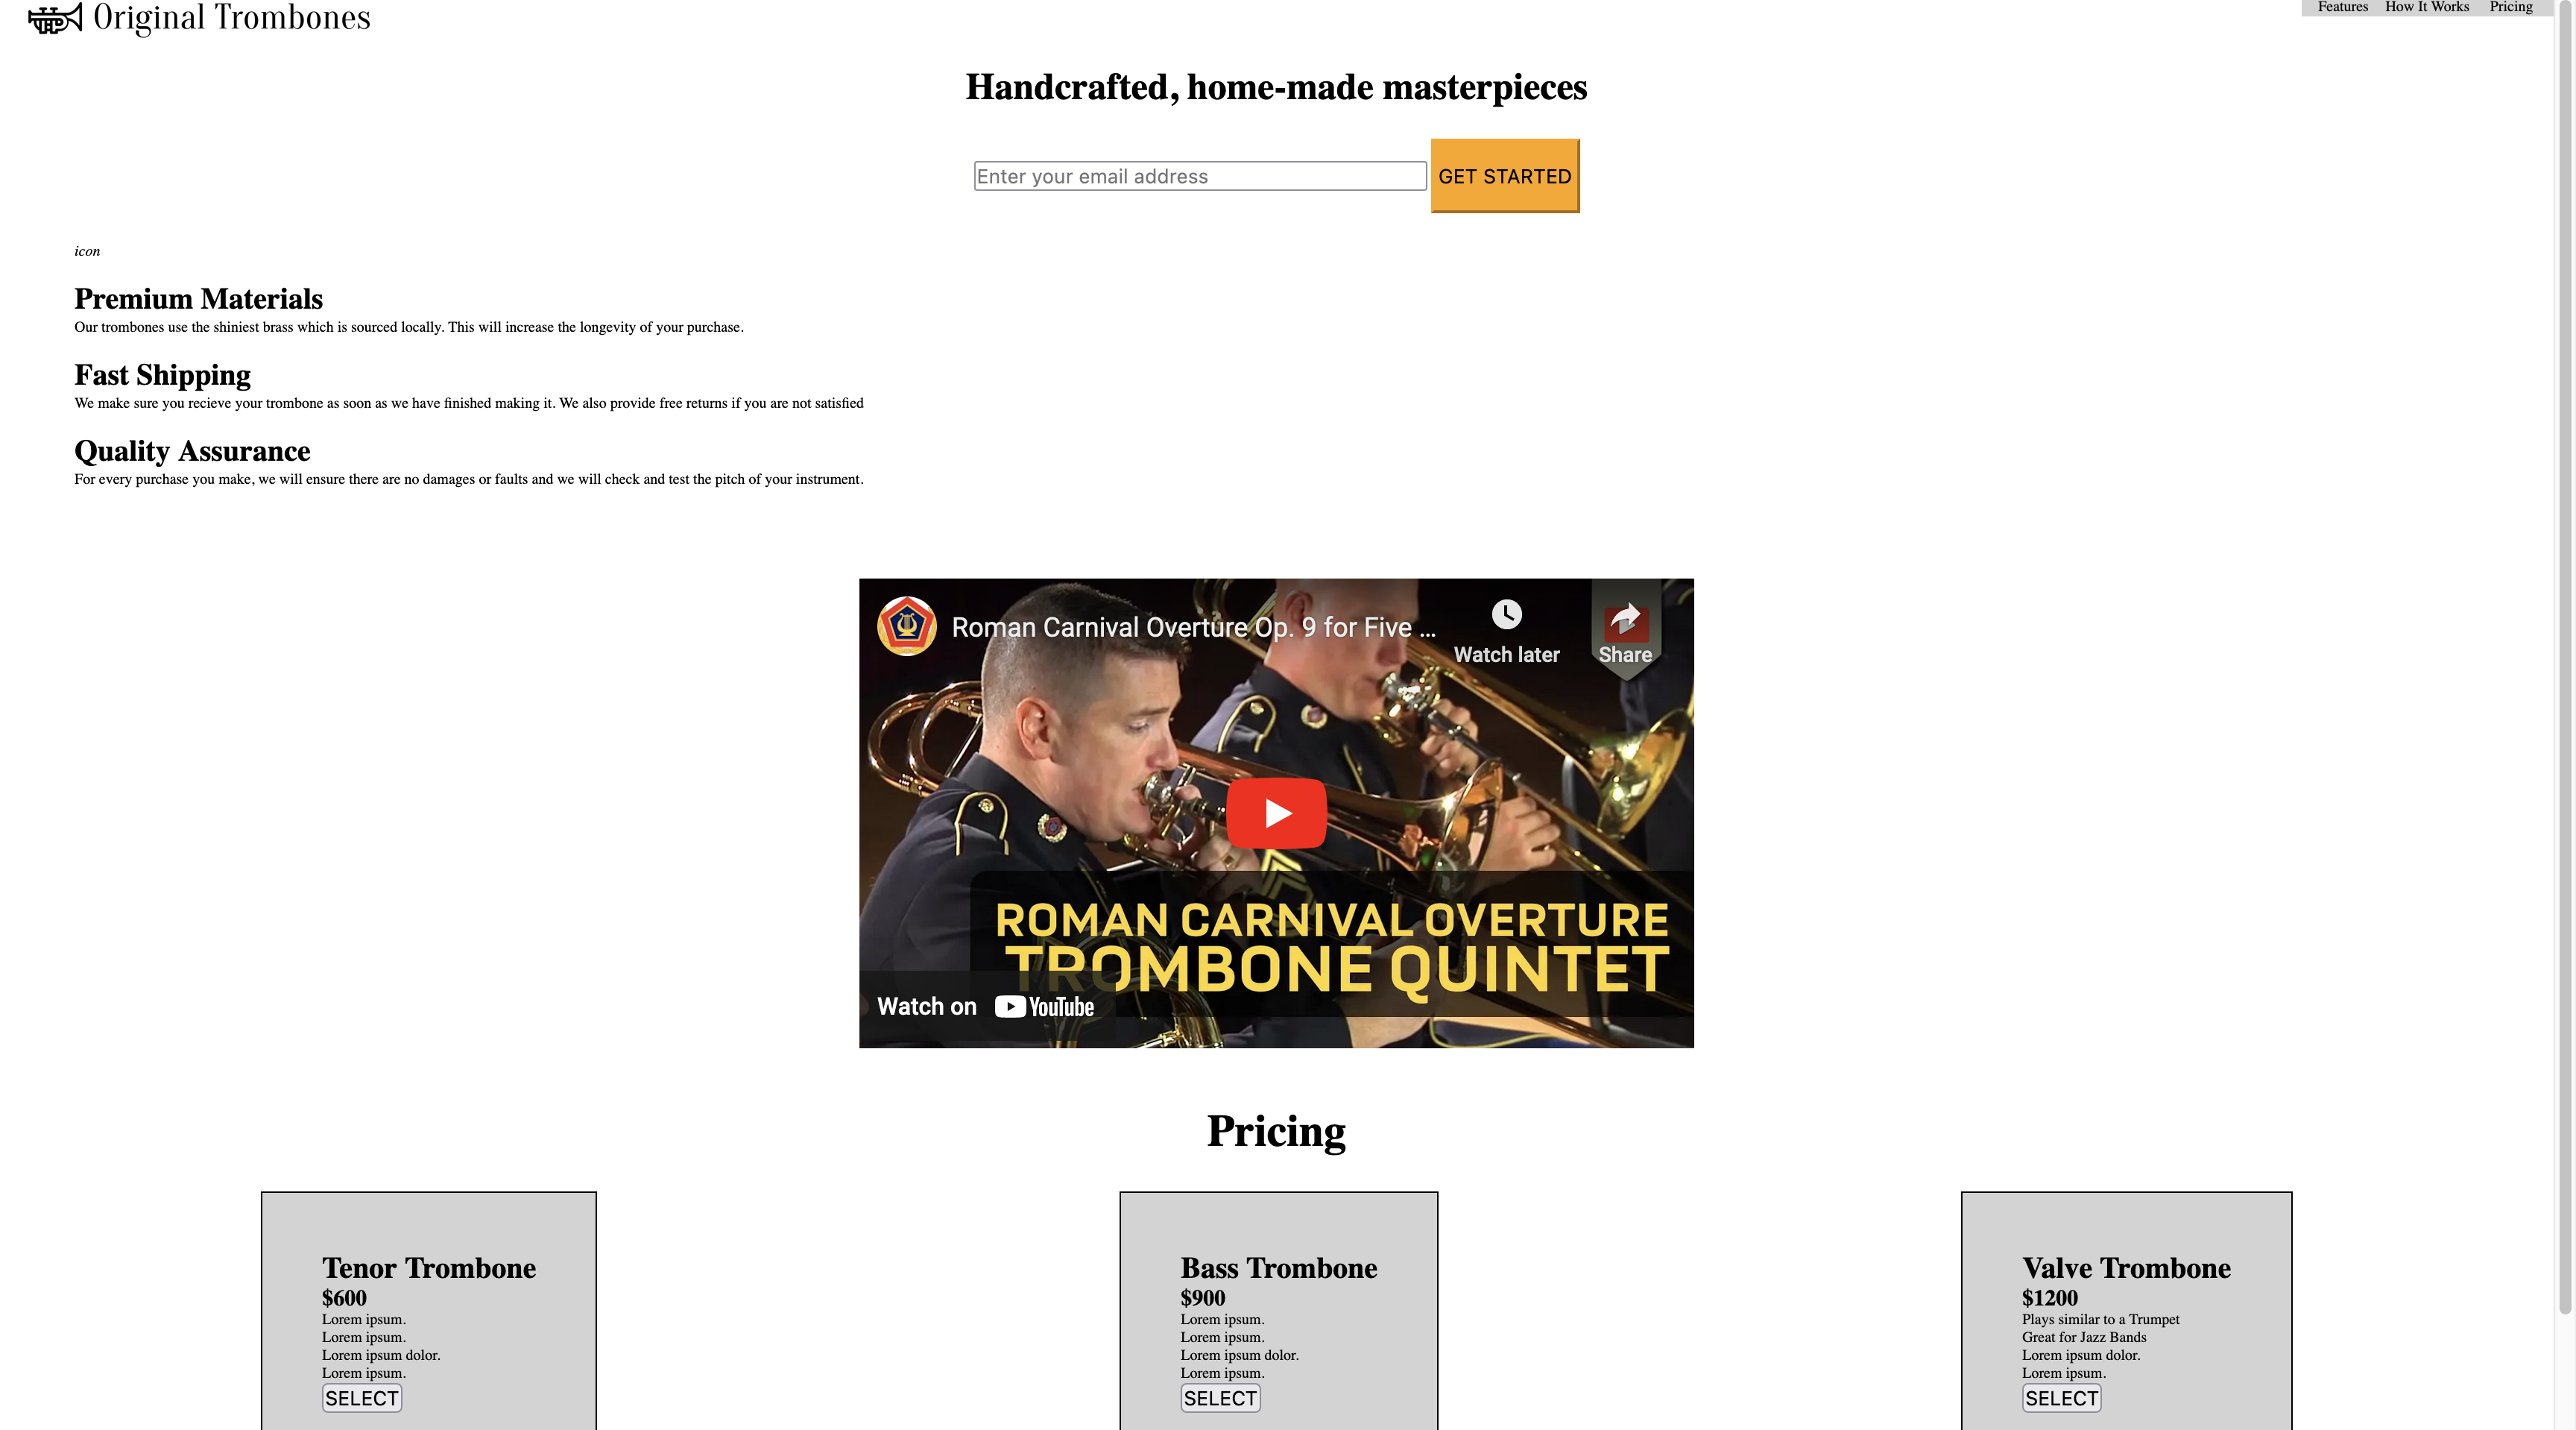 Original Trombones
Features How It Works Pricing
Handcrafted, home-made masterpieces
Enter your email address
GET STARTED
icon
Premium Materials
Our trombones use the shiniest brass which is sourced locally. This will increase the longevity of your purchase.
Fast Shipping
We make sure you recieve your trombone as soon as we have finished making it. We also provide free returns if you are not satisfied
Quality Assurance
For every purchase you make, we will ensure there are no damages or faults and we will check and test the pitch of your instrument.
Roman Carnival Overture Op. 9 for Five ...
Watch later
Share
ROMAN CARNIVAL OVERTURE
TROMBONE QUINTET
Watch on YouTube
Pricing
Tenor Trombone
$600
Lorem ipsum.
Lorem ipsum.
Lorem ipsum dolor.
Lorem ipsum.
SELECT
Bass Trombone
$900
Lorem ipsum.
Lorem ipsum.
Lorem ipsum dolor.
Lorem ipsum.
SELECT
Valve Trombone
$1200
Plays similar to a Trumpet
Great for Jazz Bands
Lorem ipsum dolor.
Lorem ipsum.
SELECT